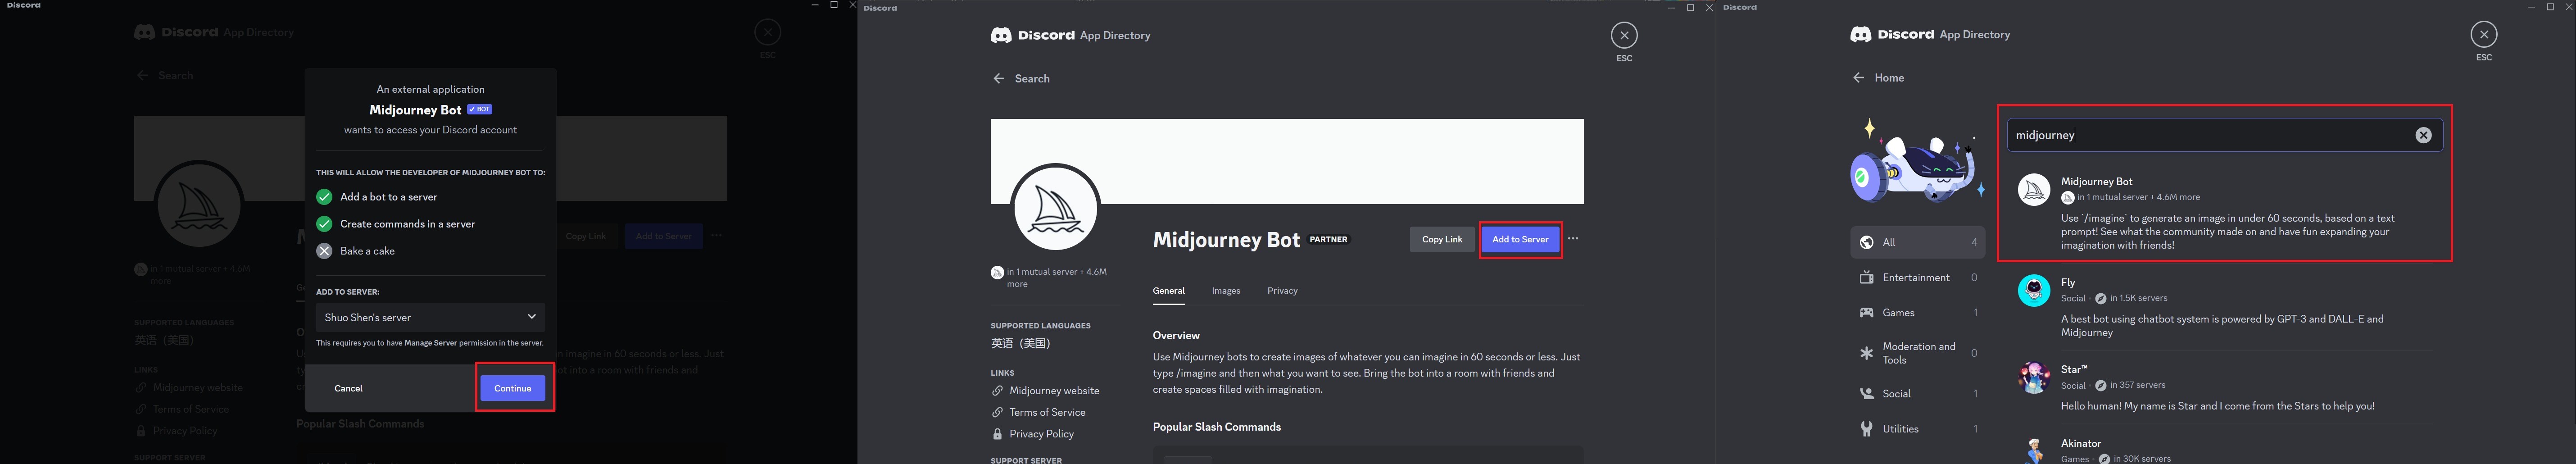 Discord
Discord App Directory
ESC
Search
An external application
Midjourney Bot BOT
wants to access your Discord account
THIS WILL ALLOW THE DEVELOPER OF MIDJOURNEY BOT TO:
Add a bot to a server
Create commands in a server
Bake a cake
ADD TO SERVER:
Shuo Shen's server
This requires you to have Manage Server permission in the server.
Cancel
Continue
Copy Link
Add to Server
in 1 mutual server + 4.6M
more
SUPPORTED LANGUAGES
英语（美国）
LINKS
Midjourney website
Terms of Service
Privacy Policy
SUPPORT SERVER
imagine in 60 seconds or less. Just
ot into a room with friends and
Popular Slash Commands
Discord
Discord App Directory
ESC
Search
Midjourney Bot PARTNER
Copy Link
Add to Server
in 1 mutual server + 4.6M
more
General
Images
Privacy
SUPPORTED LANGUAGES
英语（美国）
LINKS
Midjourney website
Terms of Service
Privacy Policy
SUPPORT SERVER
Overview
Use Midjourney bots to create images of whatever you can imagine in 60 seconds or less. Just
type /imagine and then what you want to see. Bring the bot into a room with friends and
create spaces filled with imagination.
Popular Slash Commands
Discord
Discord App Directory
ESC
Home
midjourney
All 4
Entertainment 0
Games 1
Moderation and
Tools 0
Social 1
Utilities 1
Midjourney Bot
in 1 mutual server + 4.6M more
Use `/imagine` to generate an image in under 60 seconds, based on a text
prompt! See what the community made on and have fun expanding your
imagination with friends!
Fly
Social · in 1.5K servers
A best bot using chatbot system is powered by GPT-3 and DALL-E and
Midjourney
Star™
Social · in 357 servers
Hello human! My name is Star and I come from the Stars to help you!
Akinator
Games · in 30K servers